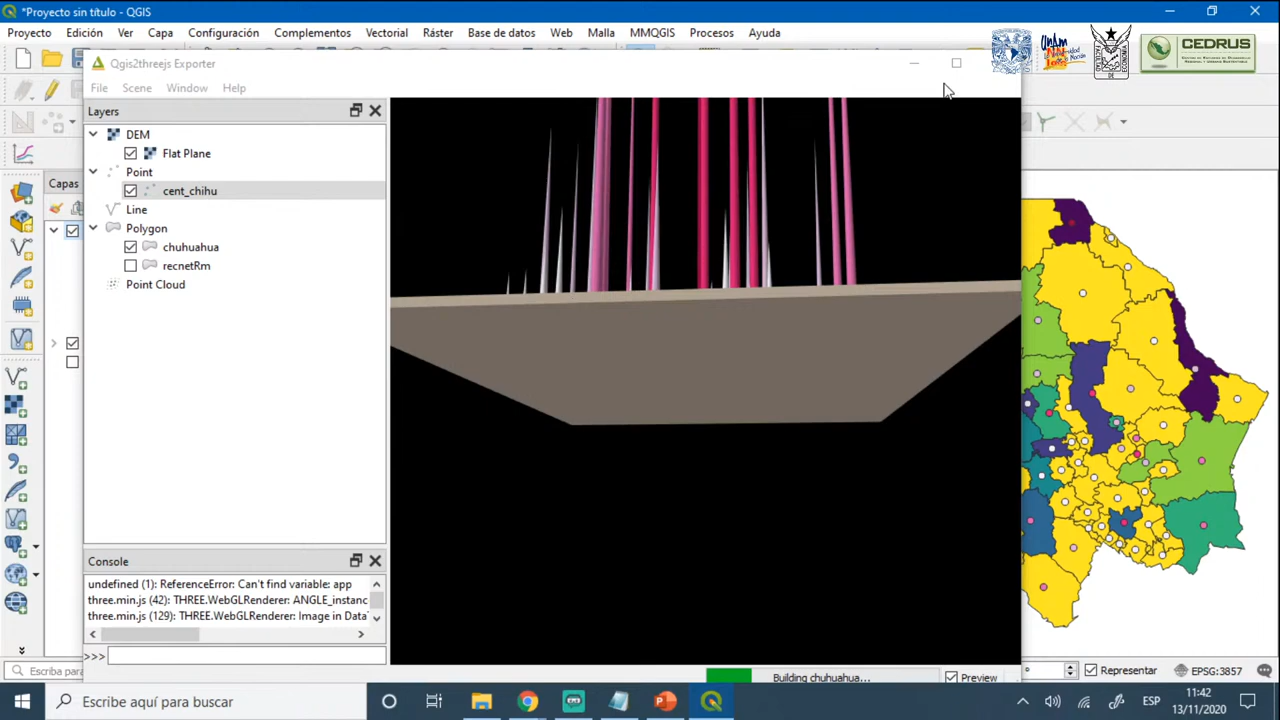 *Proyecto sin título - QGIS
Proyecto Edición Ver Capa Configuración Complementos Vectorial Ráster Base de datos Web Malla MMQGIS Procesos Ayuda
CEDRUS
Qgis2threejs Exporter
File Scene Window Help
Layers
DEM
Flat Plane
Point
cent_chihu
Line
Polygon
chuhuahua
recnetRm
Point Cloud
Capas
Console
undefined (1): ReferenceError: Can't find variable: app
three.min.js (42): THREE.WebGLRenderer: ANGLE_instanc
three.min.js (129): THREE.WebGLRenderer: Image in Data
>>>
Building chuhuahua...
Preview
Escriba pará
Representar
EPSG:3857
Escribe aquí para buscar
ESP
11:42
13/11/2020